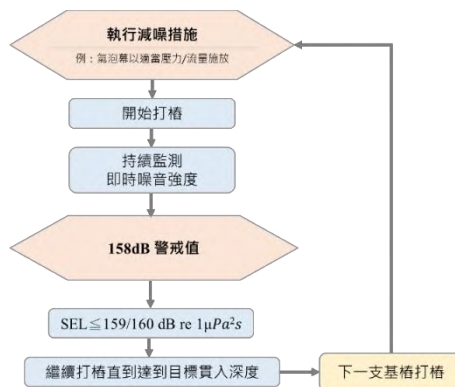 執行減噪措施
例：氣泡幕以適當壓力/流量施放
開始打樁
持續監測
即時噪音強度
158dB 警戒值
SEL≦159/160 dB re 1μPa²s
繼續打樁直到達到目標貫入深度
下一支基樁打樁